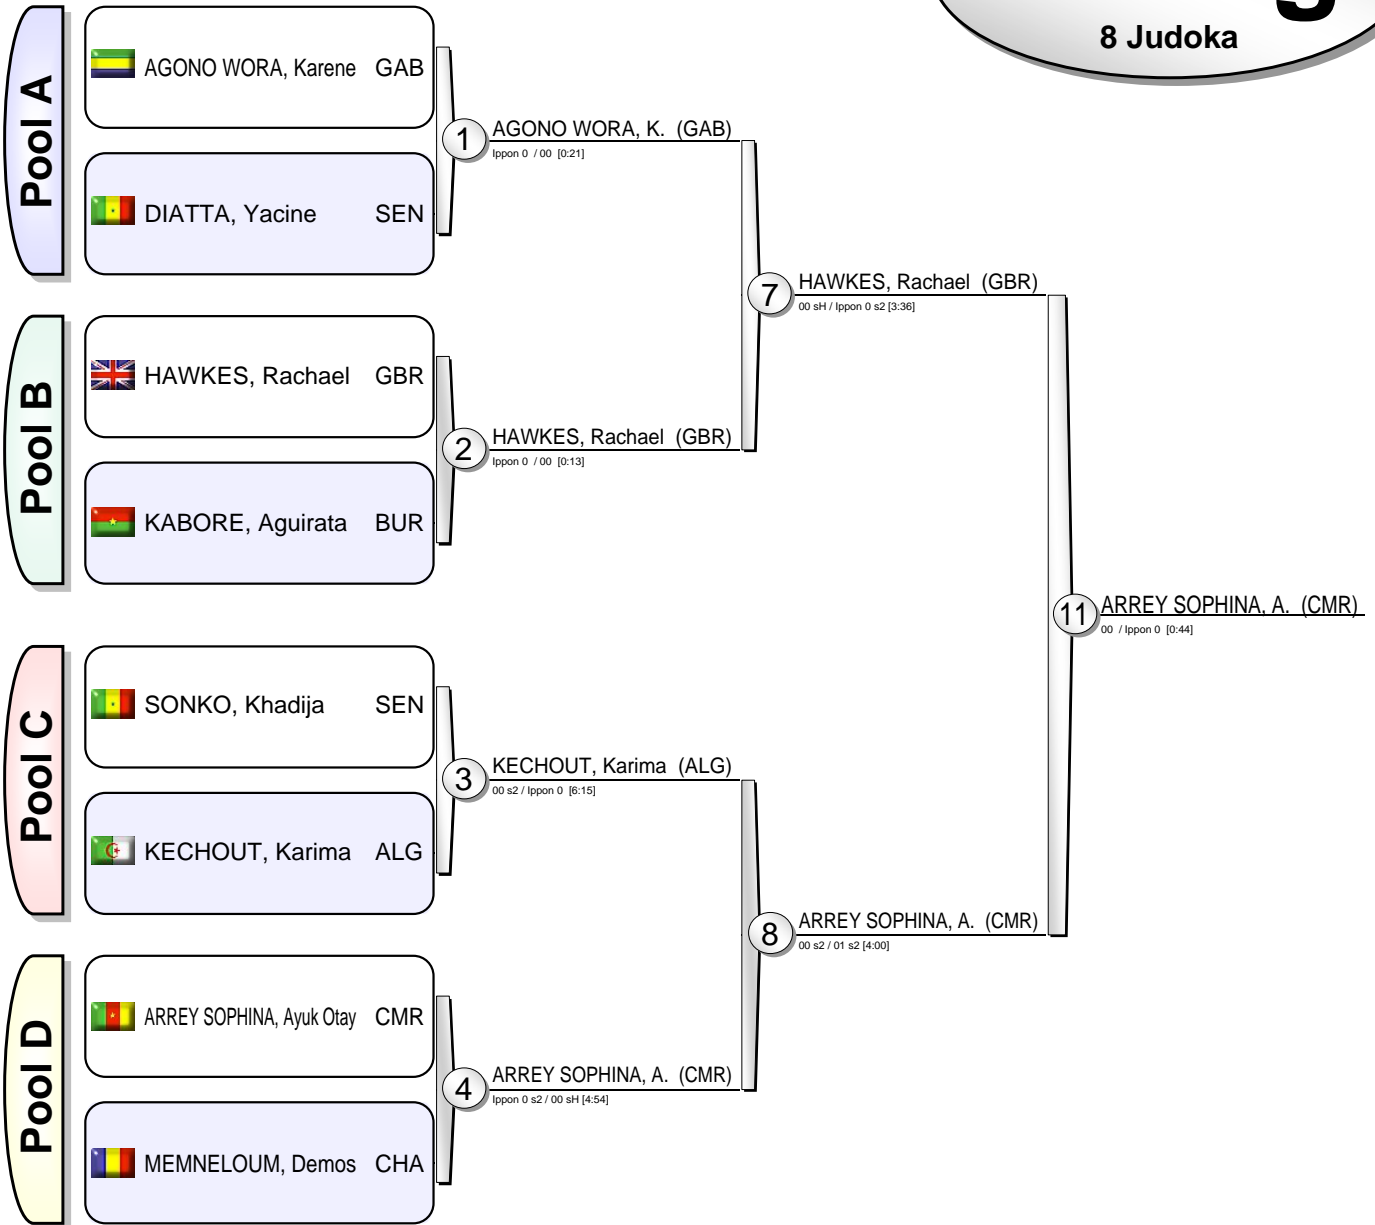 8 Judoka
Pool A
AGONO WORA, Karene GAB
DIATTA, Yacine SEN
1
AGONO WORA, K. (GAB)
Ippon 0 / 00 [0:21]
Pool B
HAWKES, Rachael GBR
KABORE, Aguirata BUR
2
HAWKES, Rachael (GBR)
Ippon 0 / 00 [0:13]
7
HAWKES, Rachael (GBR)
00 sH / Ippon 0 s2 [3:36]
Pool C
SONKO, Khadija SEN
KECHOUT, Karima ALG
3
KECHOUT, Karima (ALG)
00 s2 / Ippon 0 [6:15]
Pool D
ARREY SOPHINA, Ayuk Otay CMR
MEMNELOUM, Demos CHA
4
ARREY SOPHINA, A. (CMR)
Ippon 0 s2 / 00 sH [4:54]
8
ARREY SOPHINA, A. (CMR)
00 s2 / 01 s2 [4:00]
11
ARREY SOPHINA, A. (CMR)
00 / Ippon 0 [0:44]